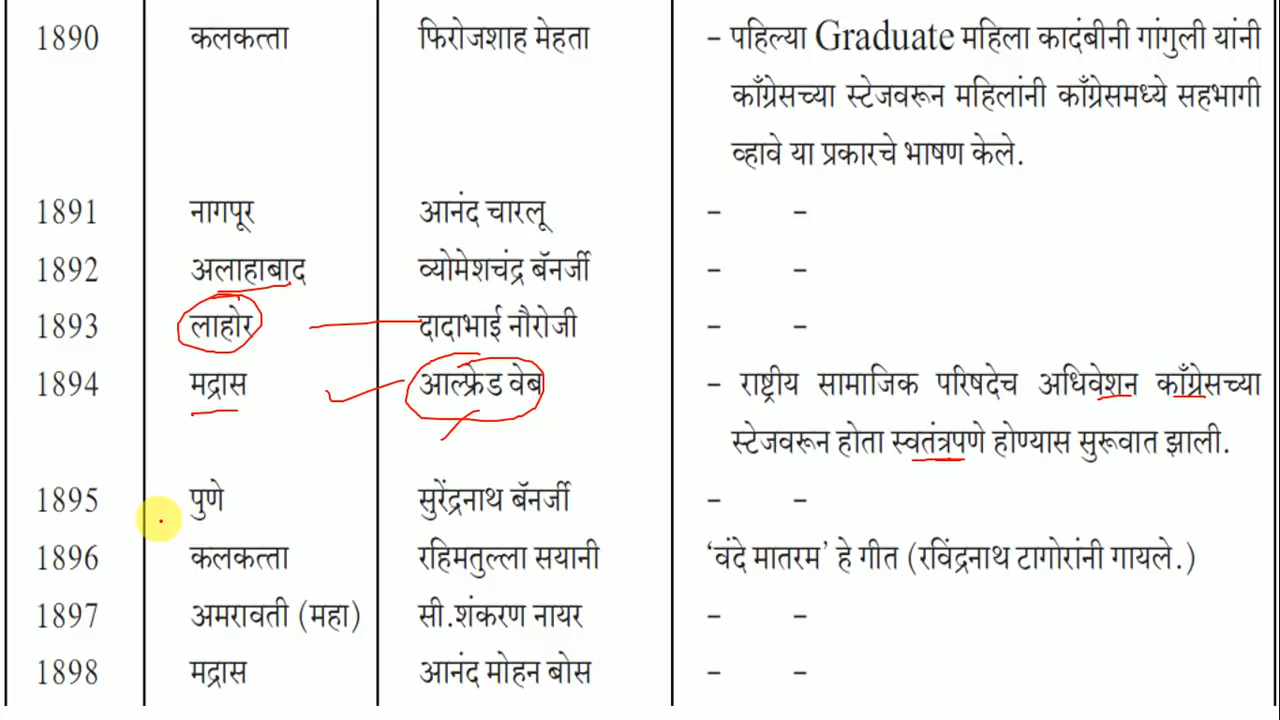 1890 कलकत्ता फिरोजशाह मेहता – पहिल्या Graduate महिला कादंबीनी गांगुली यांनी
काँग्रेसच्या स्टेजवरून महिलांनी काँग्रेसमध्ये सहभागी
व्हावे या प्रकारचे भाषण केले.
1891 नागपूर आनंद चारलू – –
1892 अलाहाबाद व्योमेशचंद्र बॅनर्जी – –
1893 लाहोर दादाभाई नौरोजी – –
1894 मद्रास आल्फ्रेड वेब – राष्ट्रीय सामाजिक परिषदेच अधिवेशन काँग्रेसच्या
स्टेजवरून होता स्वतंत्रपणे होण्यास सुरूवात झाली.
1895 पुणे सुरेंद्रनाथ बॅनर्जी – –
1896 कलकत्ता रहिमतुल्ला सयानी ‘वंदे मातरम’ हे गीत (रविंद्रनाथ टागोरांनी गायले.)
1897 अमरावती (महा) सी.शंकरण नायर – –
1898 मद्रास आनंद मोहन बोस – –